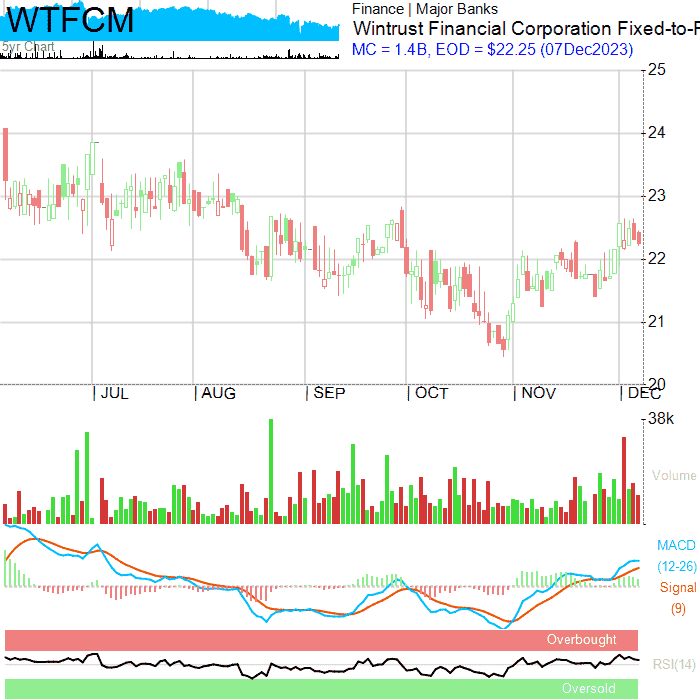 WTFCM
5yr Chart
Finance | Major Banks
Wintrust Financial Corporation Fixed-to-F
MC = 1.4B, EOD = $22.25 (07Dec2023)
25
24
23
22
21
20
JUL AUG SEP OCT NOV DEC
38k
Volume
MACD
(12-26)
Signal
(9)
Overbought
RSI(14)
Oversold